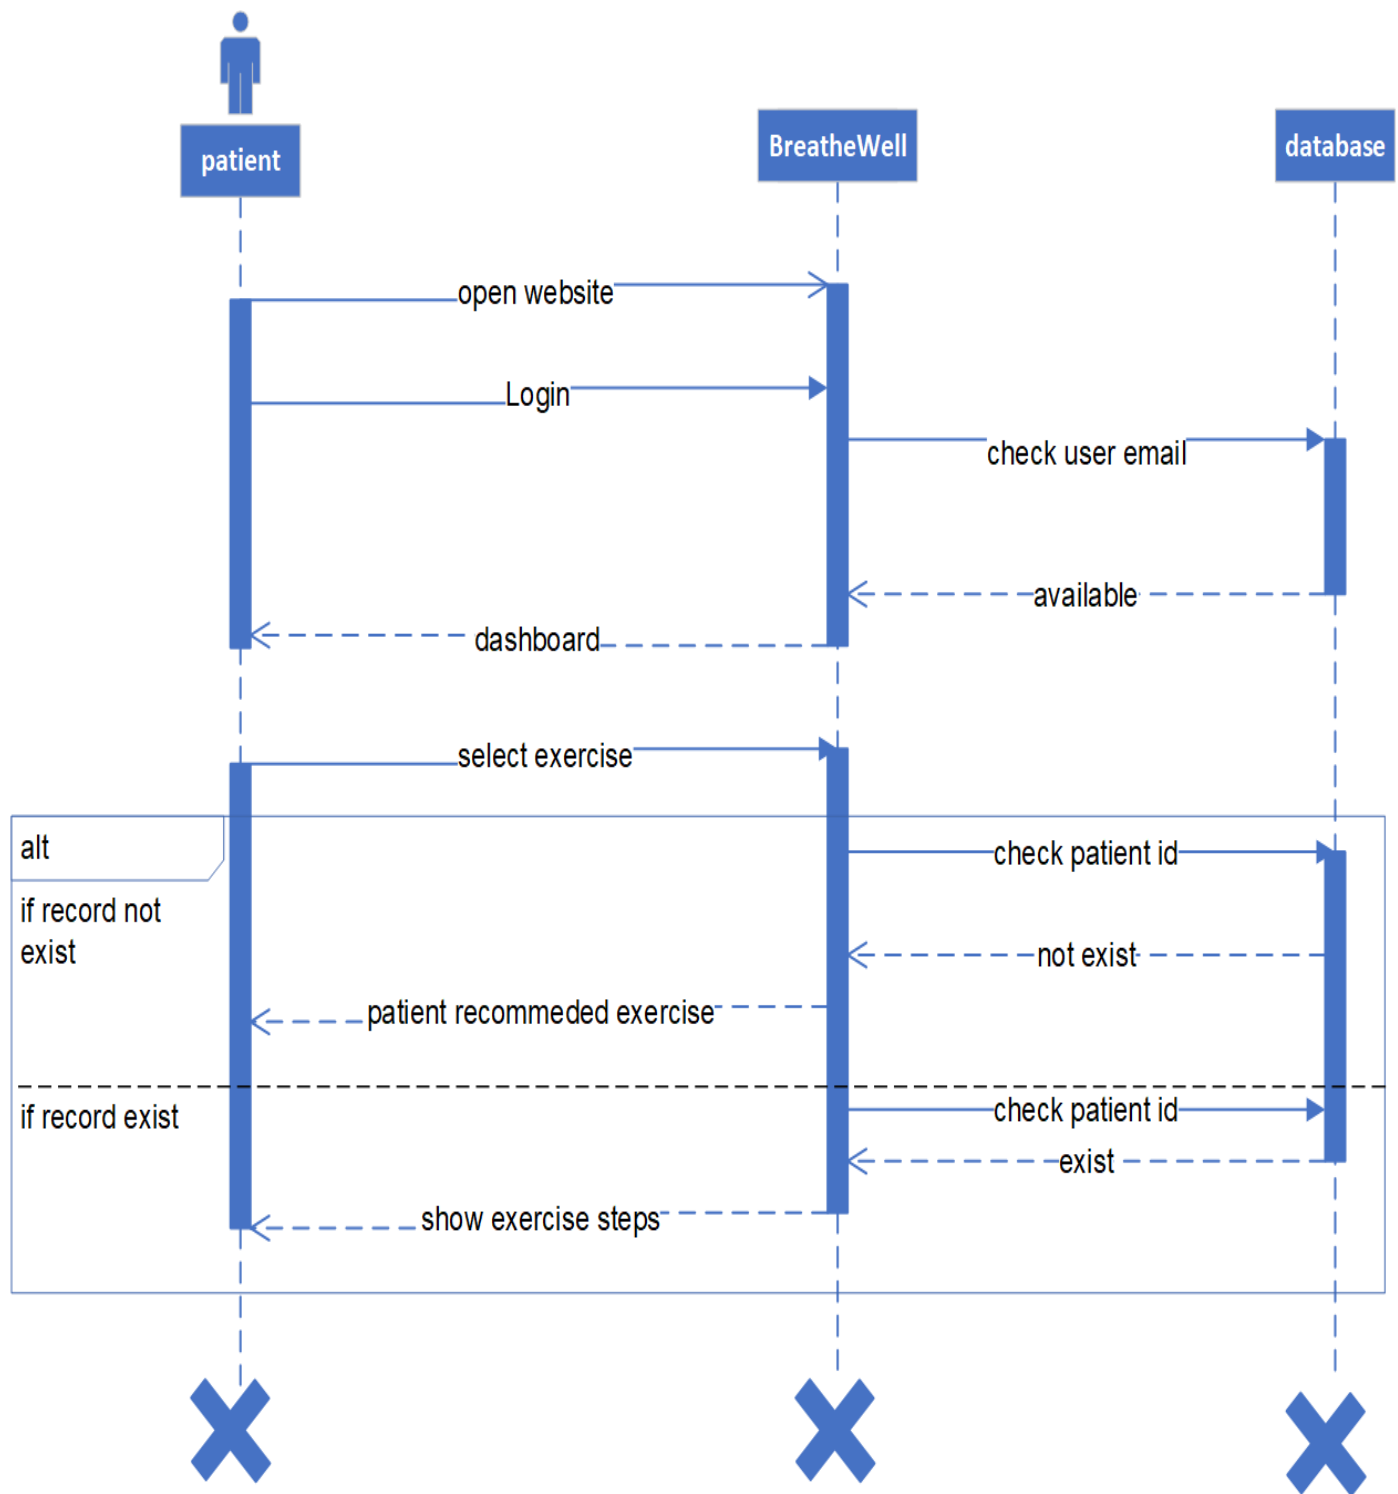 patient
BreatheWell
database
open website
Login
check user email
available
dashboard
select exercise
alt
check patient id
if record not
exist
not exist
patient recommeded exercise
if record exist
check patient id
exist
show exercise steps